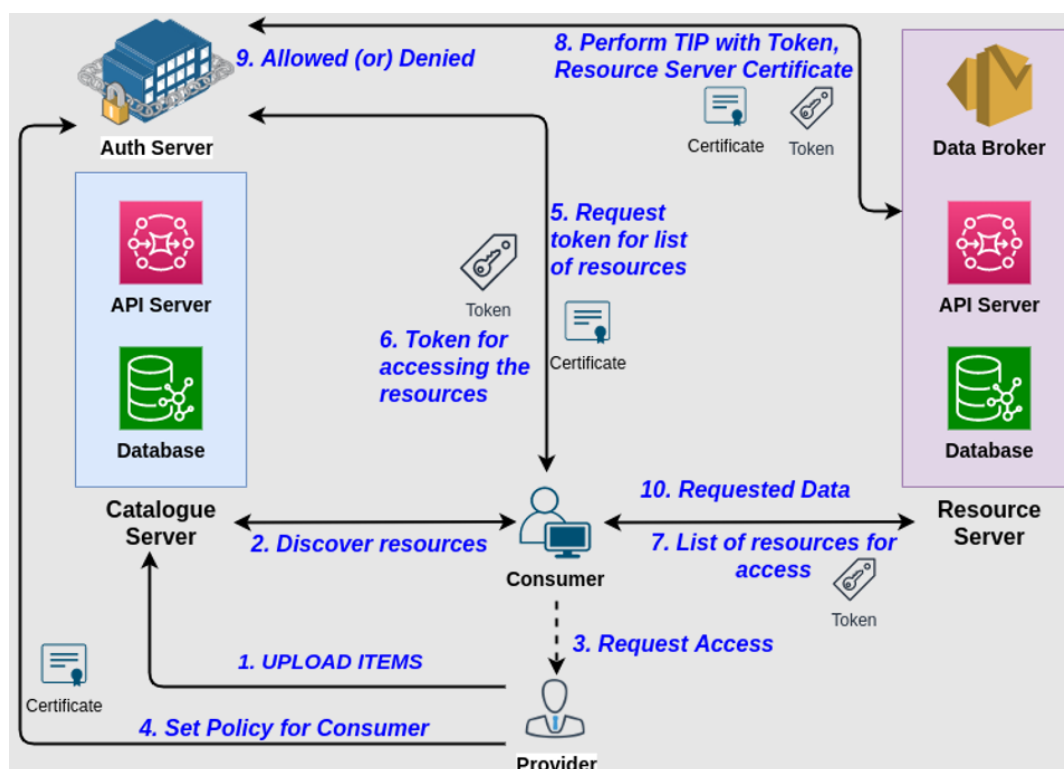 9. Allowed (or) Denied
8. Perform TIP with Token,
Resource Server Certificate
Certificate
Token
Auth Server
Data Broker
API Server
Database
Catalogue
Server
5. Request
token for list
of resources
Token
6. Token for
accessing the
resources
Certificate
API Server
Database
Resource
Server
10. Requested Data
2. Discover resources
7. List of resources for
access
Token
Consumer
3. Request Access
1. UPLOAD ITEMS
Certificate
4. Set Policy for Consumer
Provider